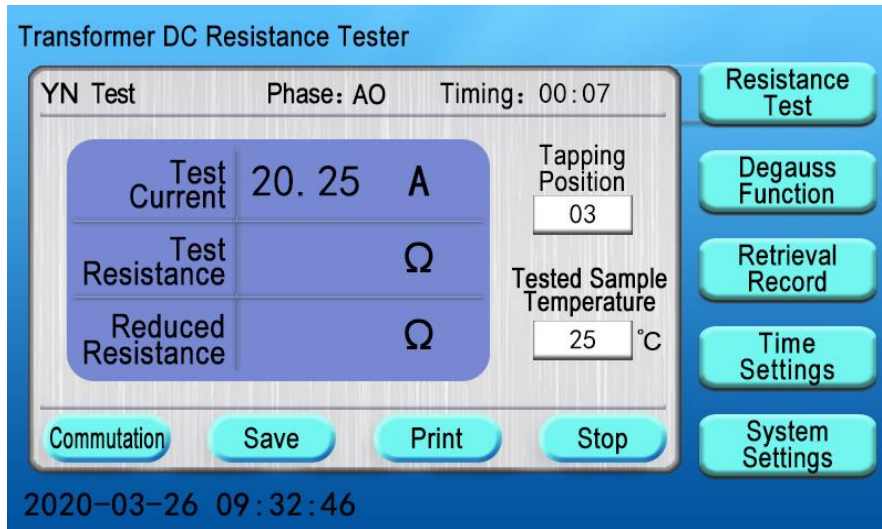 Transformer DC Resistance Tester
YN Test Phase: AO Timing: 00:07
Test
Current 20.25 A
Test
Resistance Ω
Reduced
Resistance Ω
Tapping
Position
03
Tested Sample
Temperature
25 °C
Commutation Save Print Stop
Resistance
Test
Degauss
Function
Retrieval
Record
Time
Settings
System
Settings
2020-03-26 09:32:46